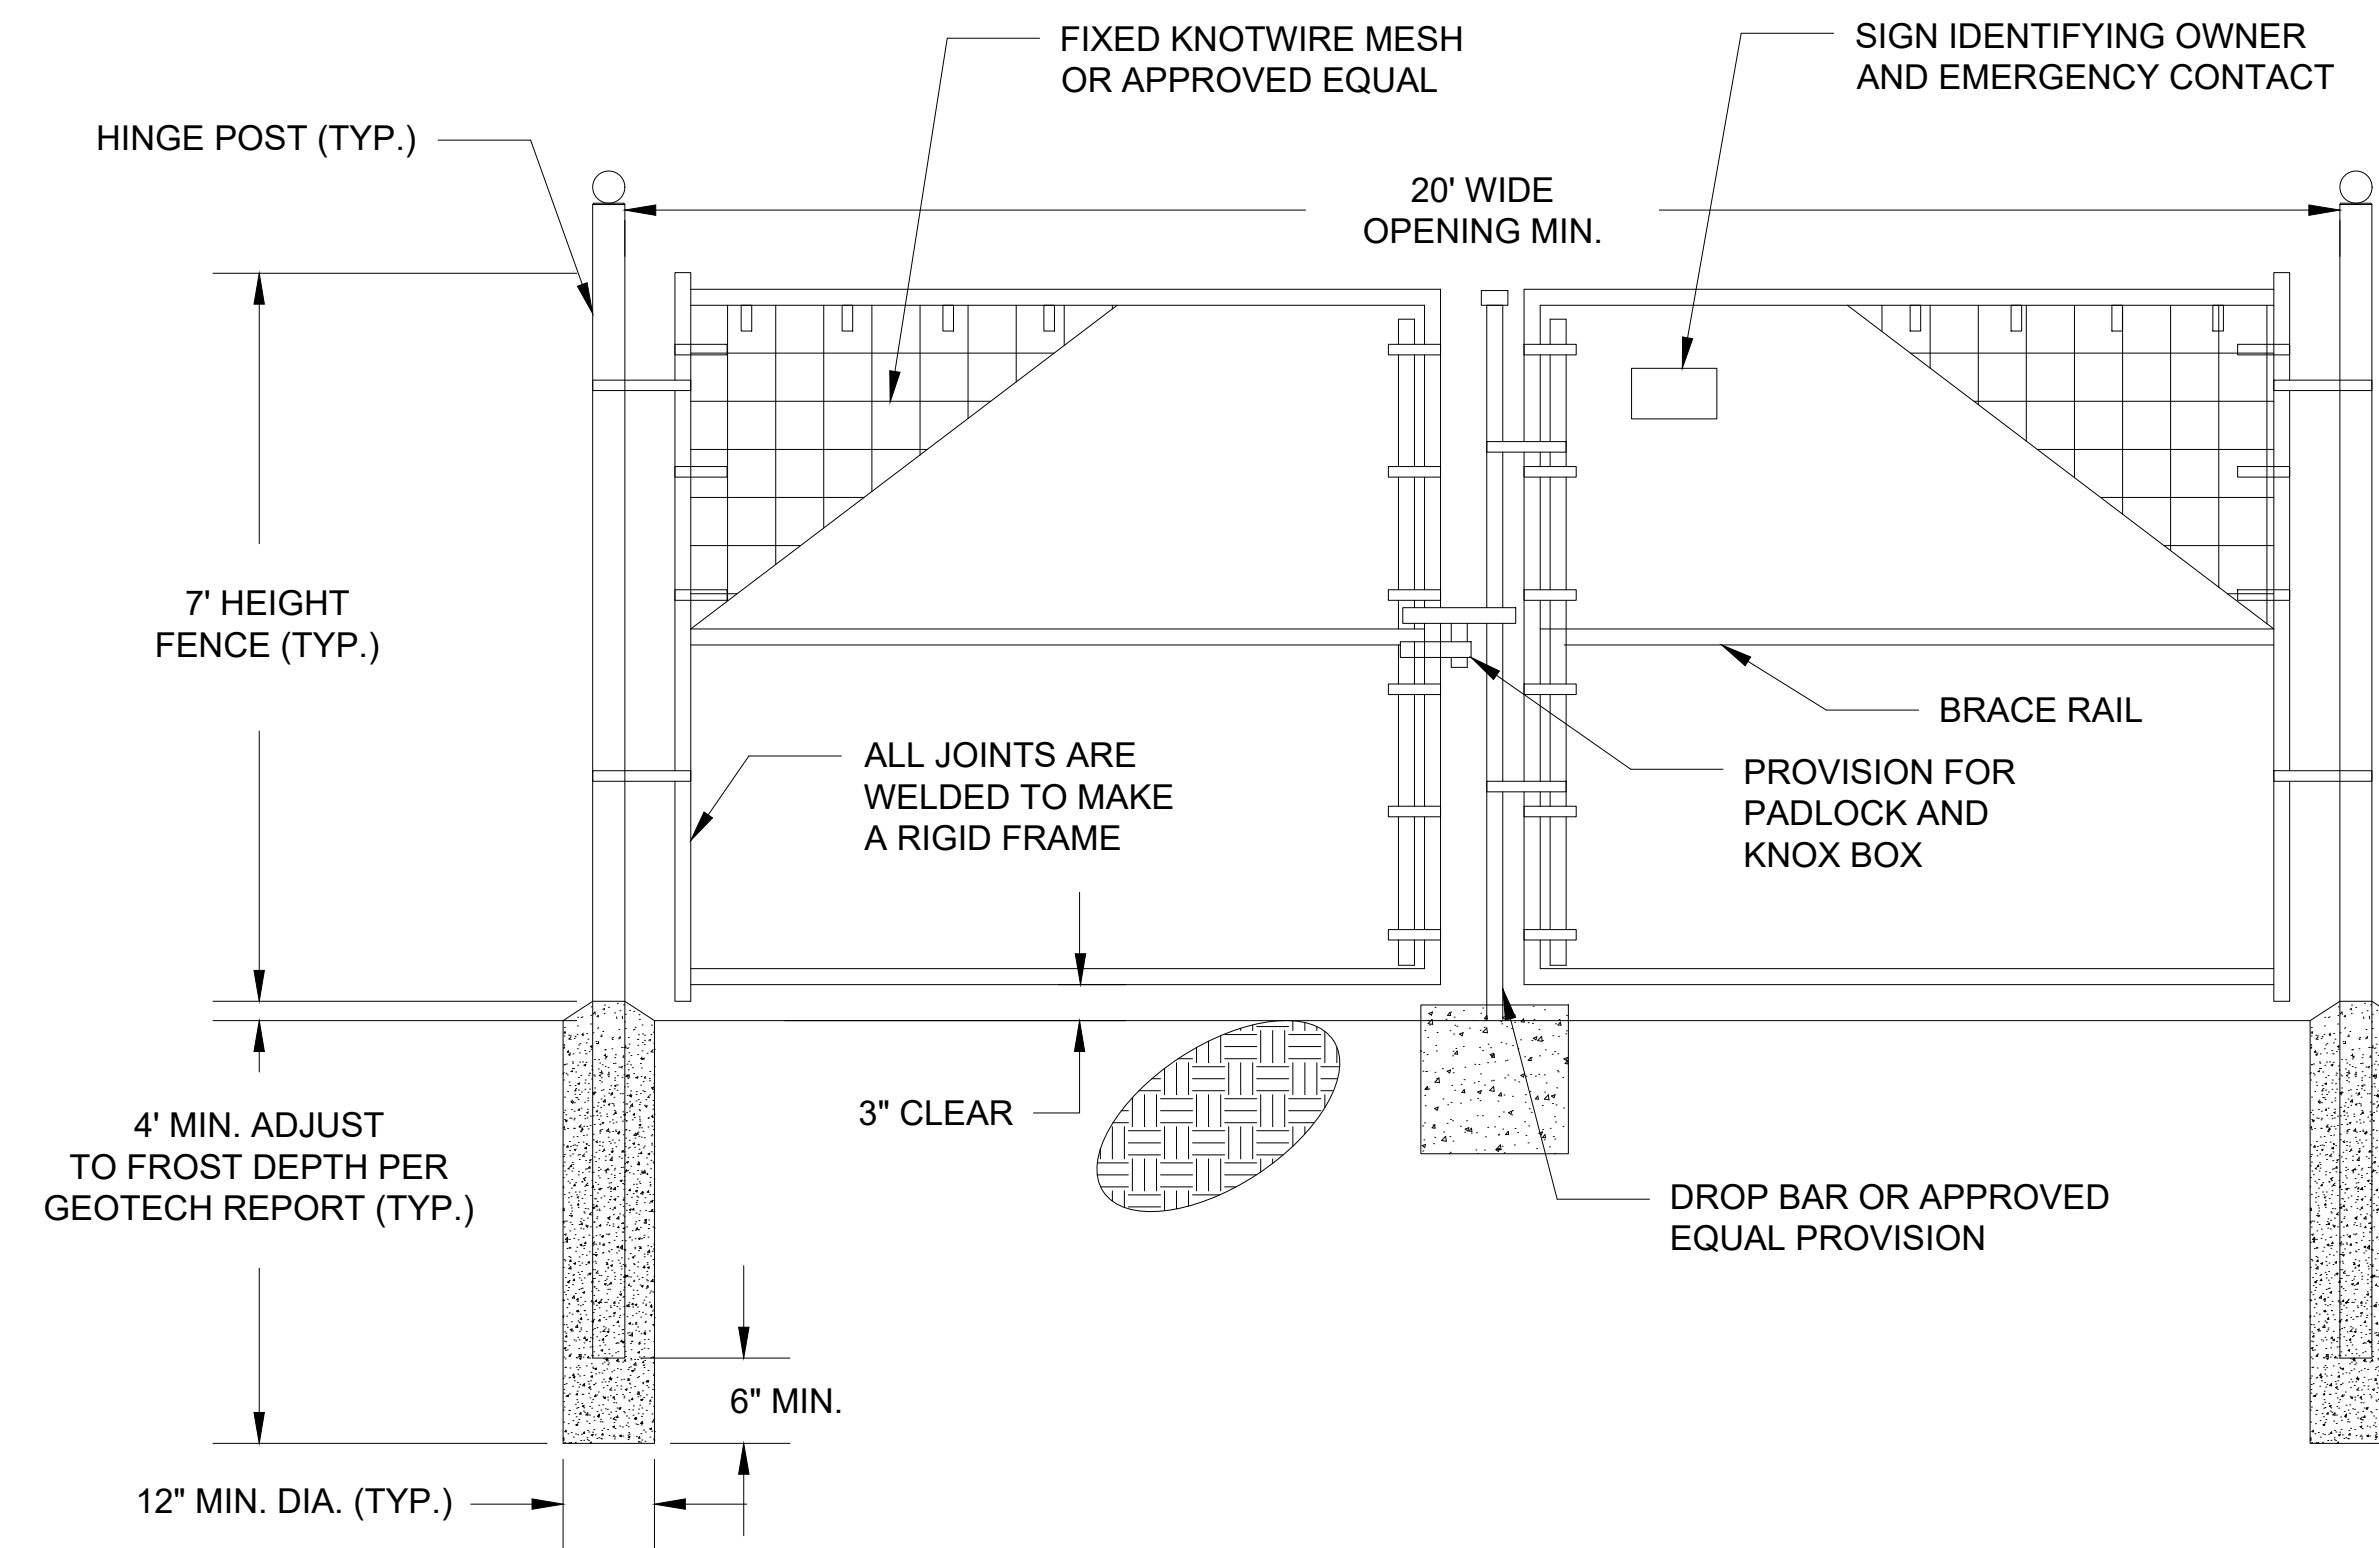 FIXED KNOTWIRE MESH
OR APPROVED EQUAL
SIGN IDENTIFYING OWNER
AND EMERGENCY CONTACT
HINGE POST (TYP.)
20' WIDE
OPENING MIN.
7' HEIGHT
FENCE (TYP.)
BRACE RAIL
ALL JOINTS ARE
WELDED TO MAKE
A RIGID FRAME
PROVISION FOR
PADLOCK AND
KNOX BOX
4' MIN. ADJUST
TO FROST DEPTH PER
GEOTECH REPORT (TYP.)
3" CLEAR
DROP BAR OR APPROVED
EQUAL PROVISION
6" MIN.
12" MIN. DIA. (TYP.)